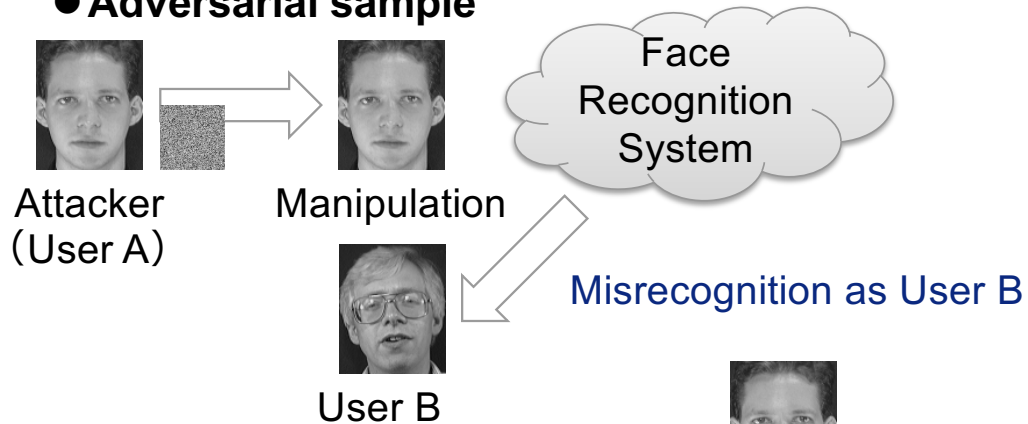 ●Adversarial sample
Face
Recognition
System
Attacker
（User A）
Manipulation
Misrecognition as User B
User B